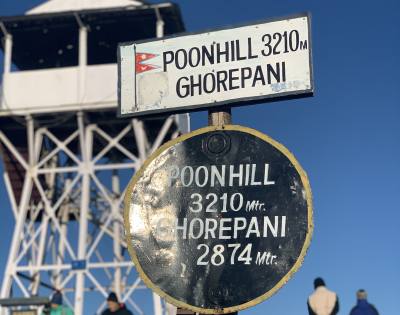 POONHILL 3210M
GHOREPANI
POONHILL
3210 Mtr.
GHOREPANI
2874 Mtr.